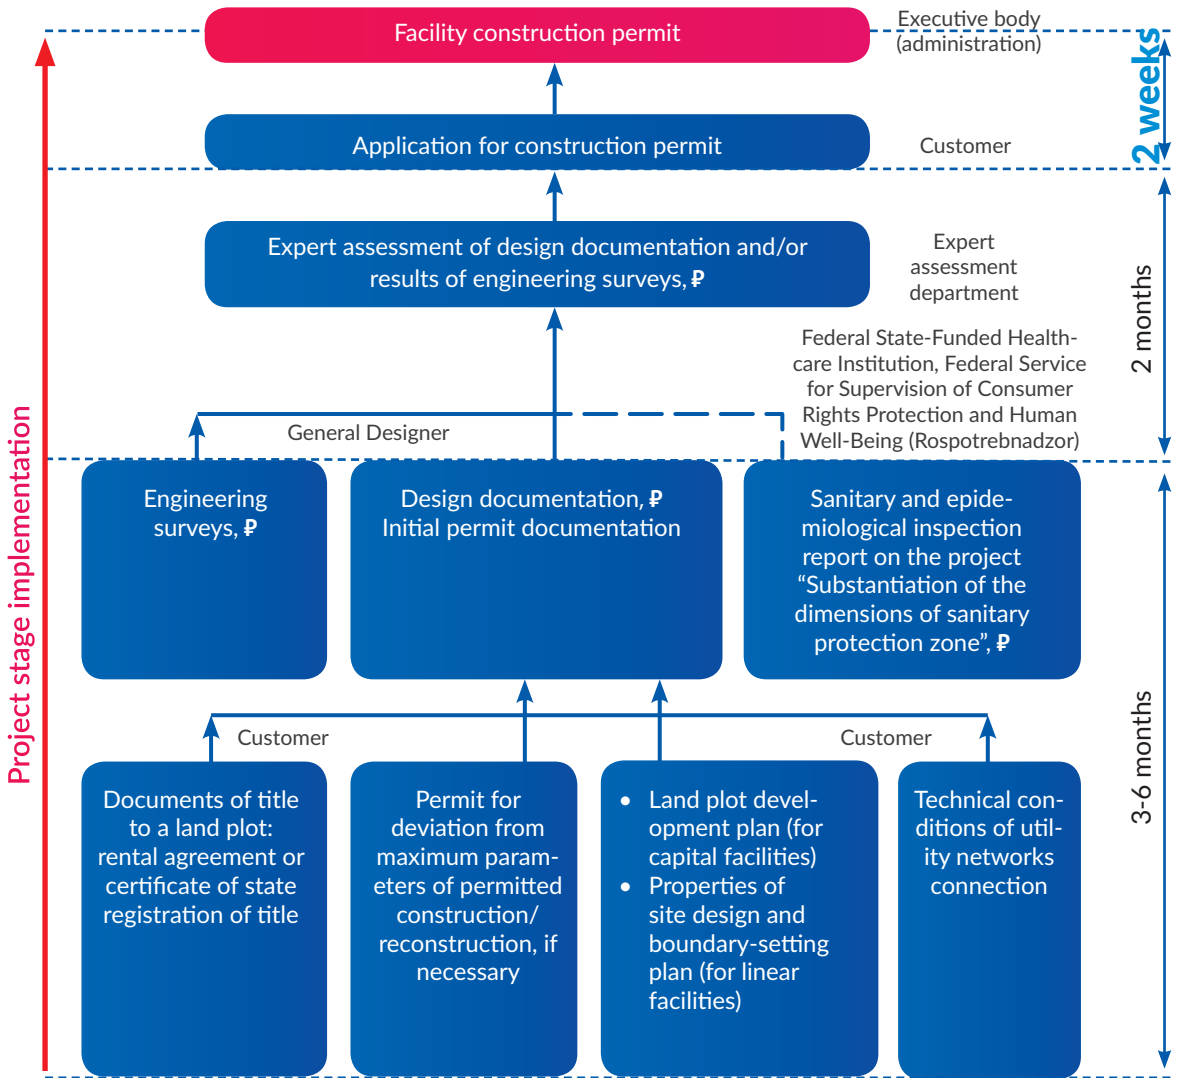 Facility construction permit
Executive body
(administration)
2 weeks
Application for construction permit
Customer
Expert assessment of design documentation and/or
results of engineering surveys, ₽
Expert
assessment
department
2 months
Federal State-Funded Health-
care Institution, Federal Service
for Supervision of Consumer
Rights Protection and Human
Well-Being (Rospotrebnadzor)
General Designer
Project stage implementation
Engineering
surveys, ₽
Design documentation, ₽
Initial permit documentation
Sanitary and epide-
miological inspection
report on the project
“Substantiation of the
dimensions of sanitary
protection zone”, ₽
3-6 months
Customer
Customer
Documents of title
to a land plot:
rental agreement or
certificate of state
registration of title
Permit for
deviation from
maximum param-
eters of permitted
construction/
reconstruction, if
necessary
• Land plot devel-
opment plan (for
capital facilities)
• Properties of
site design and
boundary-setting
plan (for linear
facilities)
Technical con-
ditions of util-
ity networks
connection